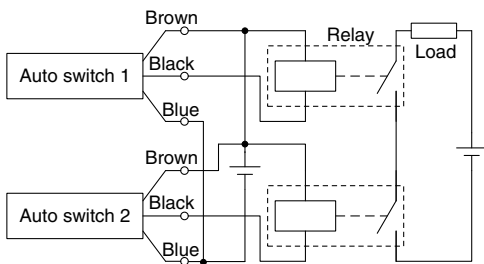 Brown
Relay
Load
Auto switch 1
Black
Blue
Brown
Auto switch 2
Black
Blue